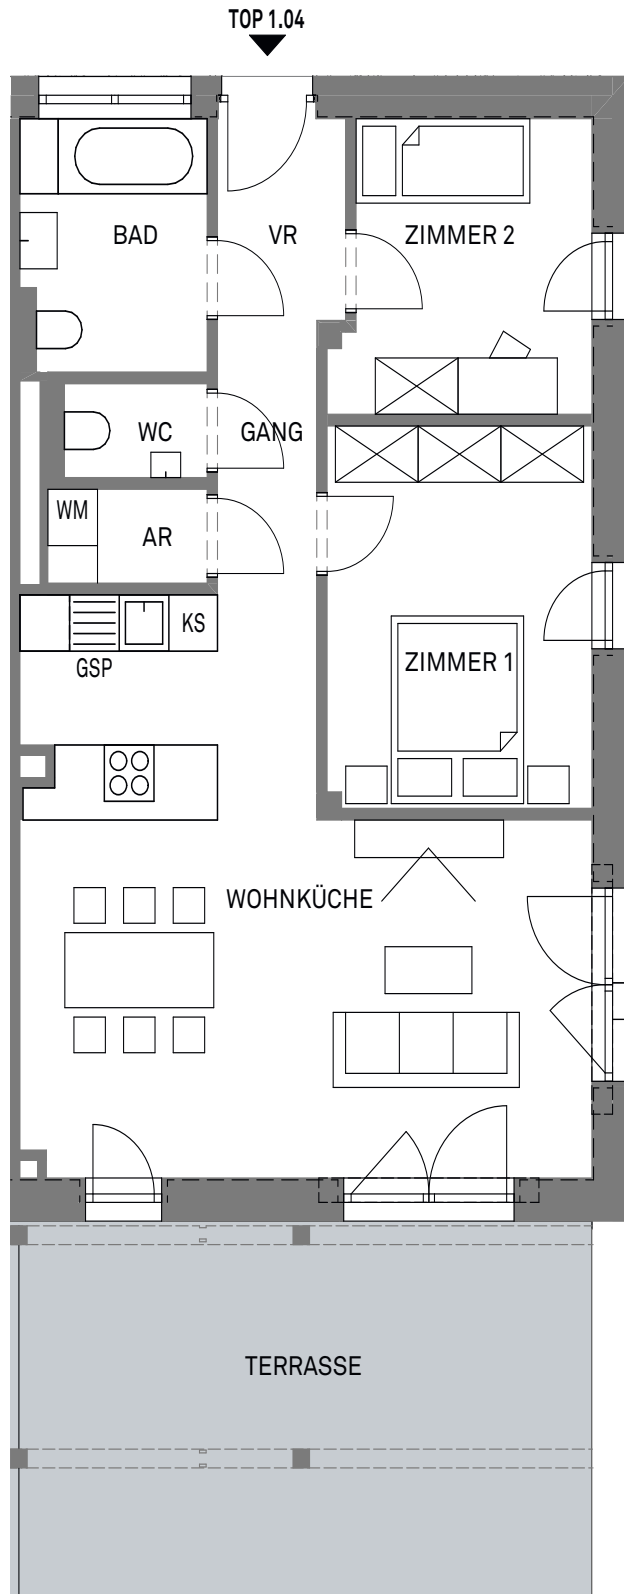 TOP 1.04
BAD
VR
ZIMMER 2
WC
GANG
WM
AR
KS
GSP
ZIMMER 1
WOHNKÜCHE
TERRASSE